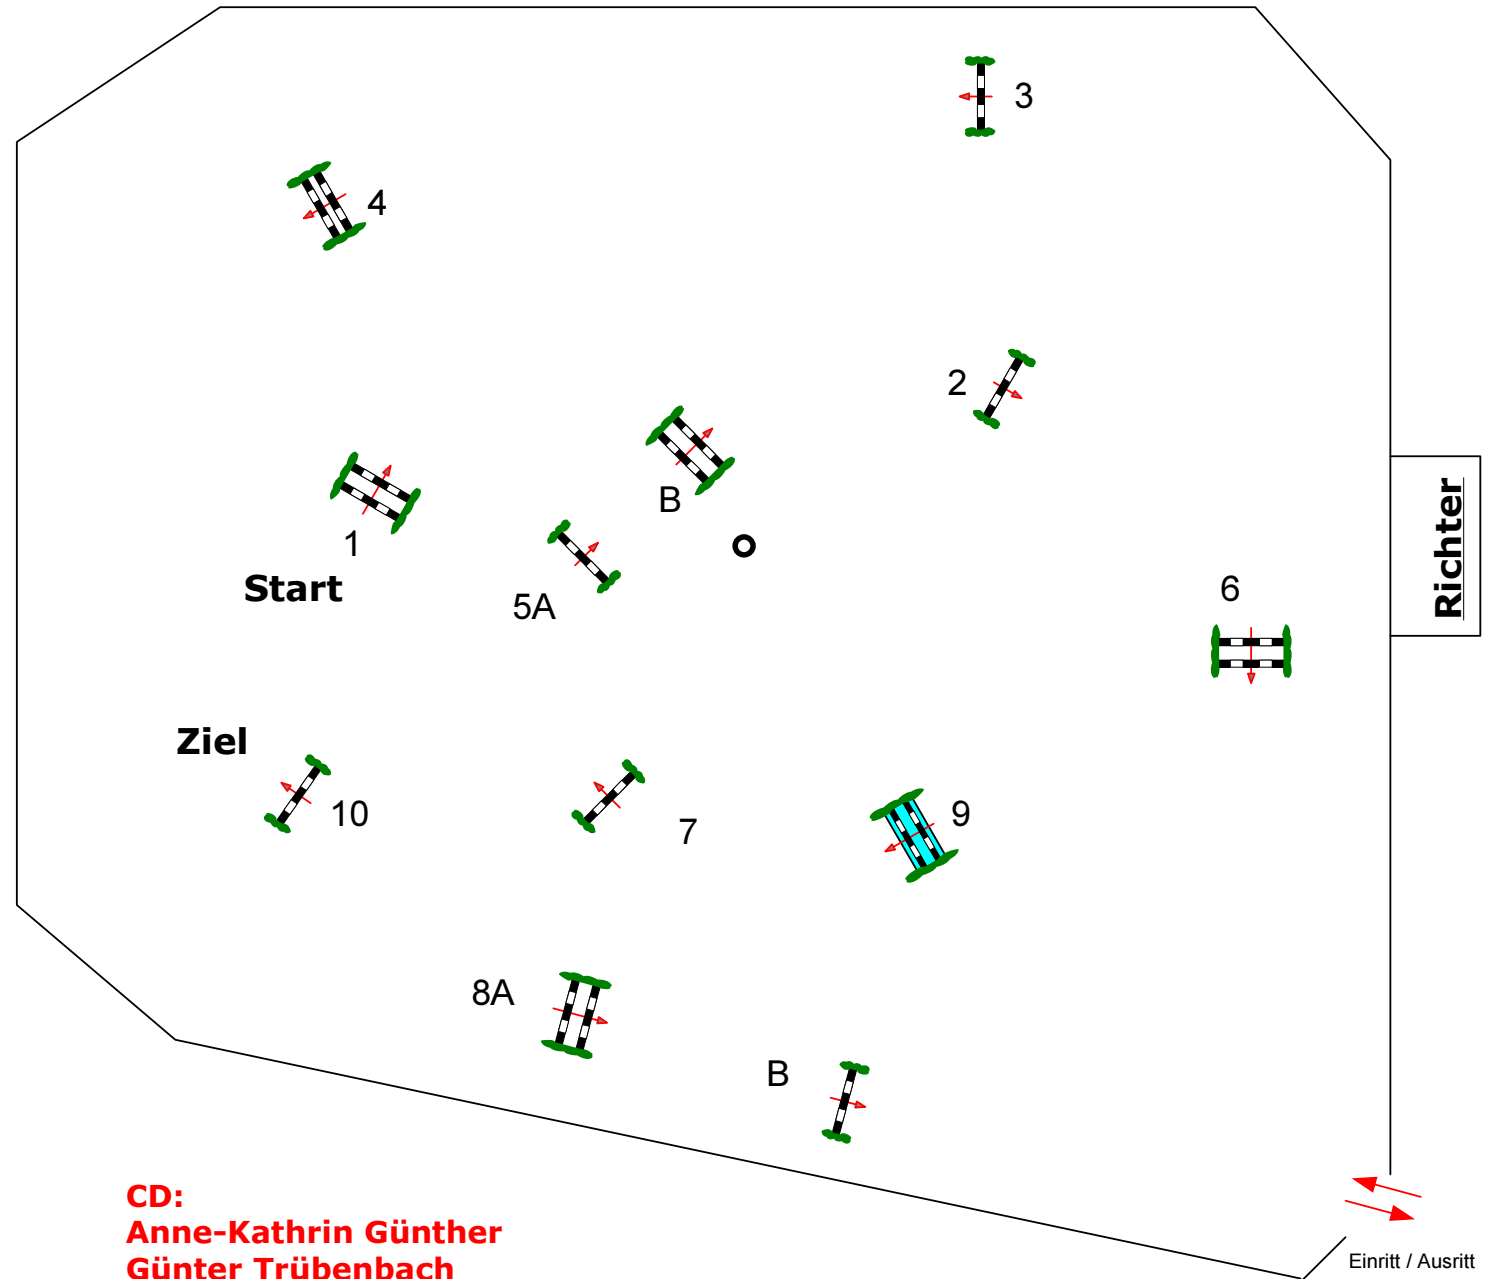 3
4
2
B
1
Start
5A
Richter
6
Ziel
10
7
9
8A
B
CD:
Anne-Kathrin Günther
Günter Trübenbach
Einritt / Ausritt